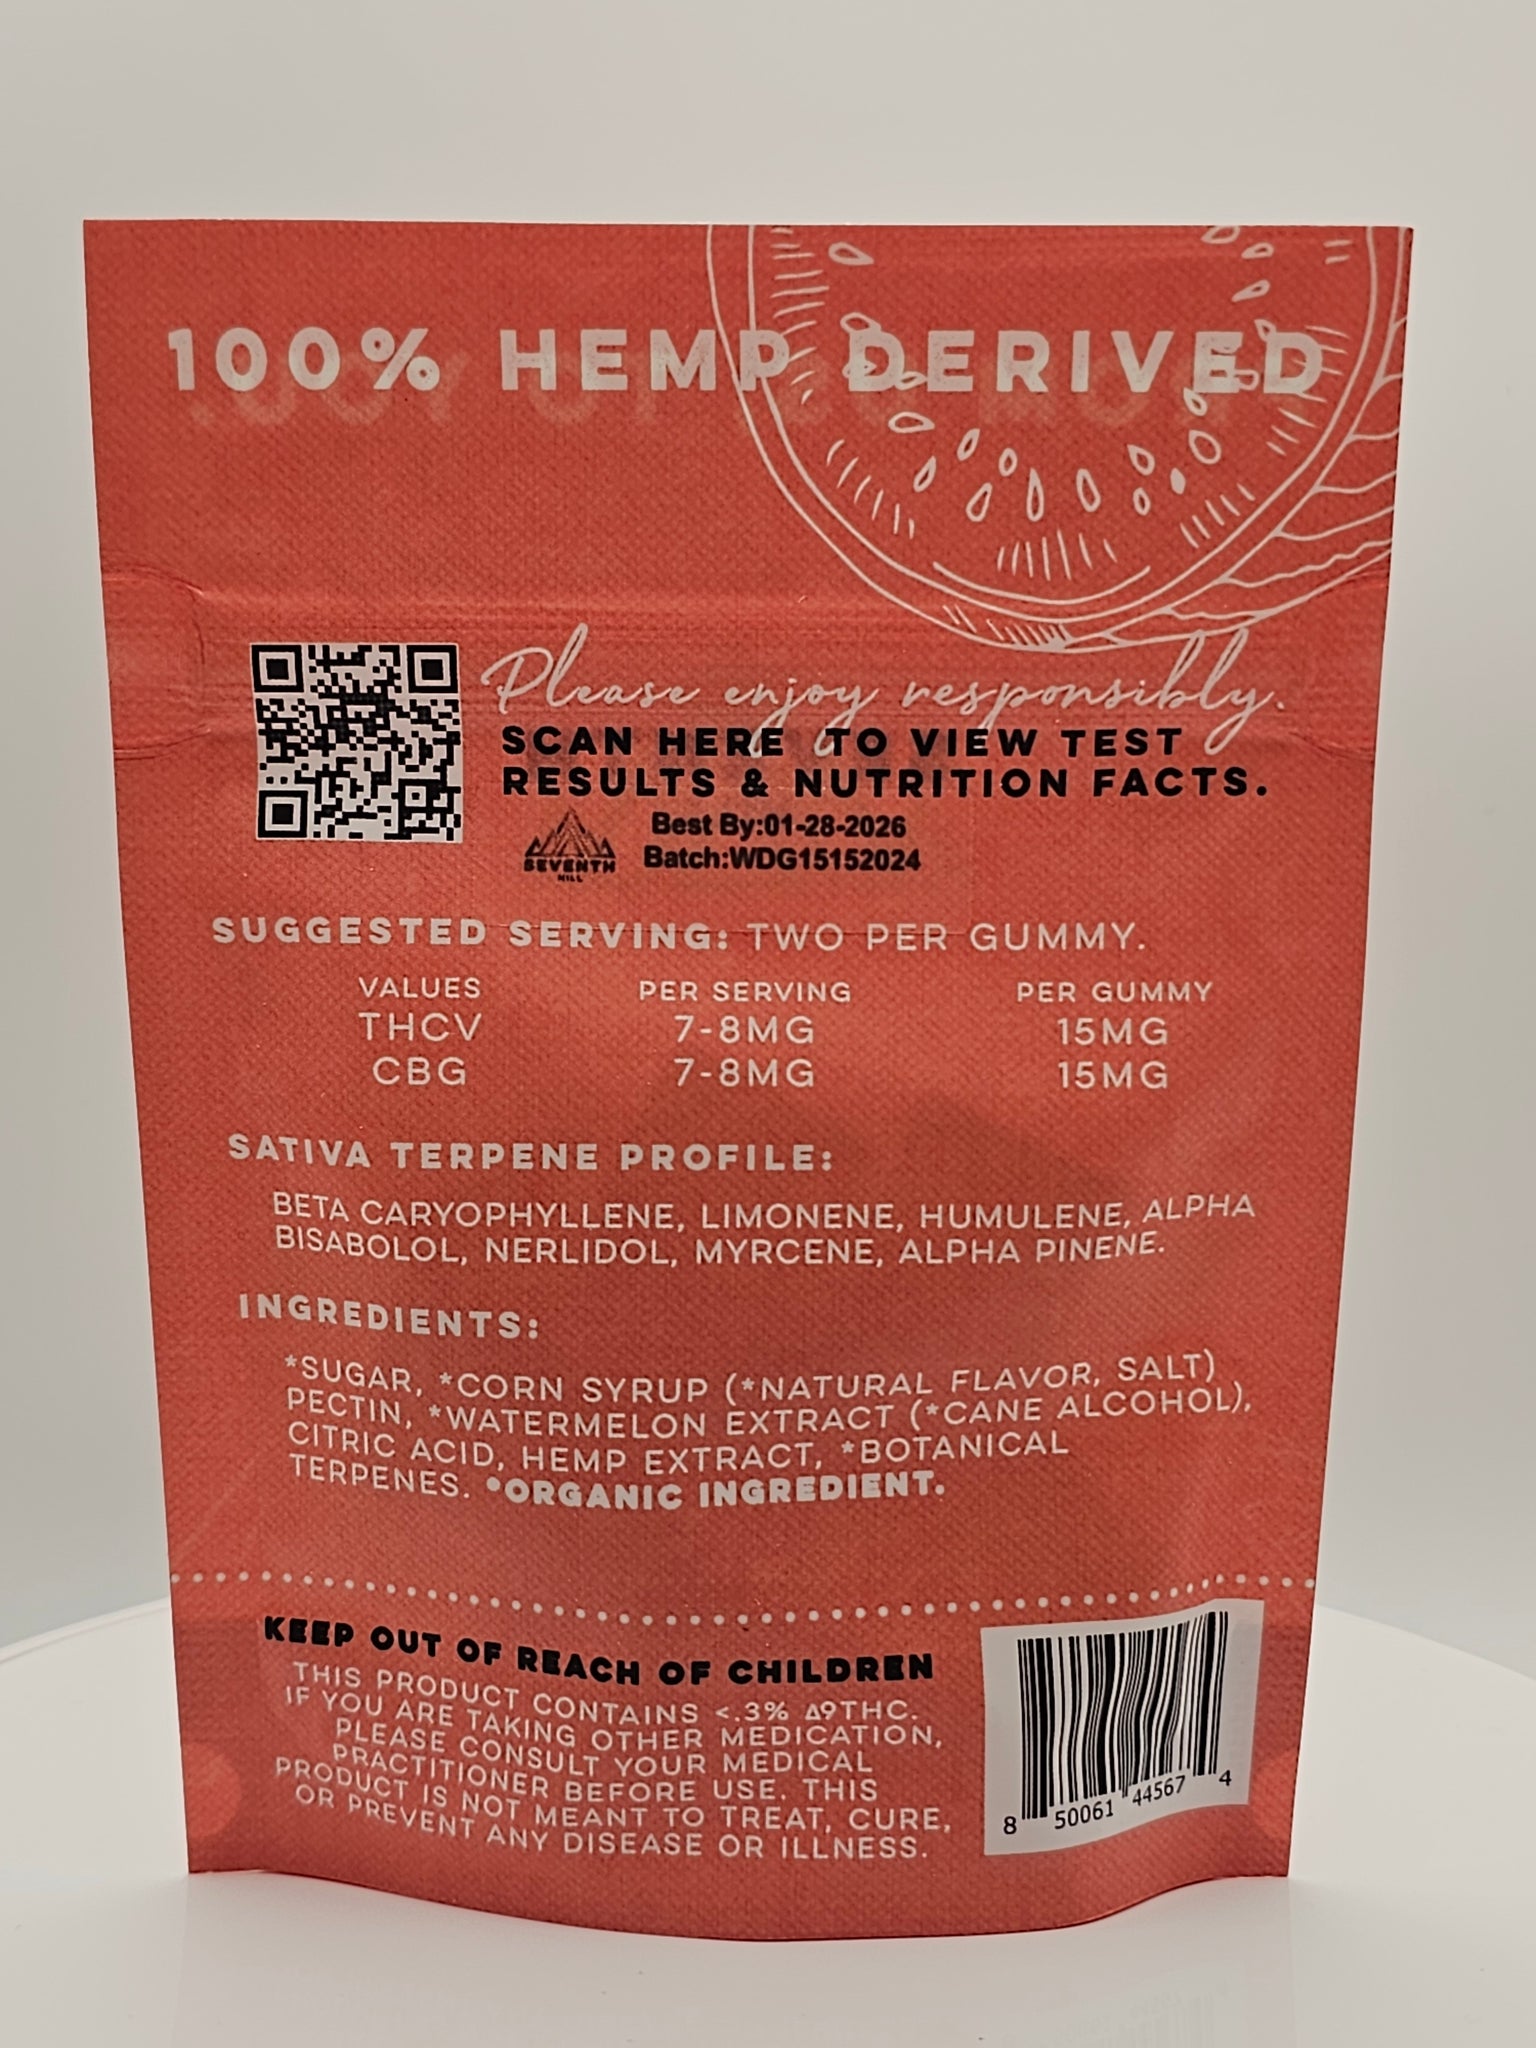 100% HEMP DERIVED
Please enjoy responsibly.
SCAN HERE TO VIEW TEST
RESULTS & NUTRITION FACTS.
SEVENTH
HILL
Best By:01-28-2026
Batch:WDG15152024
SUGGESTED SERVING: TWO PER GUMMY.
VALUES PER SERVING PER GUMMY
THCV 7-8MG 15MG
CBG 7-8MG 15MG
SATIVA TERPENE PROFILE:
BETA CARYOPHYLLENE, LIMONENE, HUMULENE, ALPHA
BISABOLOL, NERLIDOL, MYRCENE, ALPHA PINENE.
INGREDIENTS:
*SUGAR, *CORN SYRUP (*NATURAL FLAVOR, SALT)
PECTIN, *WATERMELON EXTRACT (*CANE ALCOHOL),
CITRIC ACID, HEMP EXTRACT, *BOTANICAL
TERPENES. *ORGANIC INGREDIENT.
KEEP OUT OF REACH OF CHILDREN
THIS PRODUCT CONTAINS <.3% Δ9THC.
IF YOU ARE TAKING OTHER MEDICATION,
PLEASE CONSULT YOUR MEDICAL
PRACTITIONER BEFORE USE. THIS
PRODUCT IS NOT MEANT TO TREAT, CURE,
OR PREVENT ANY DISEASE OR ILLNESS.
8 50061 44567 4